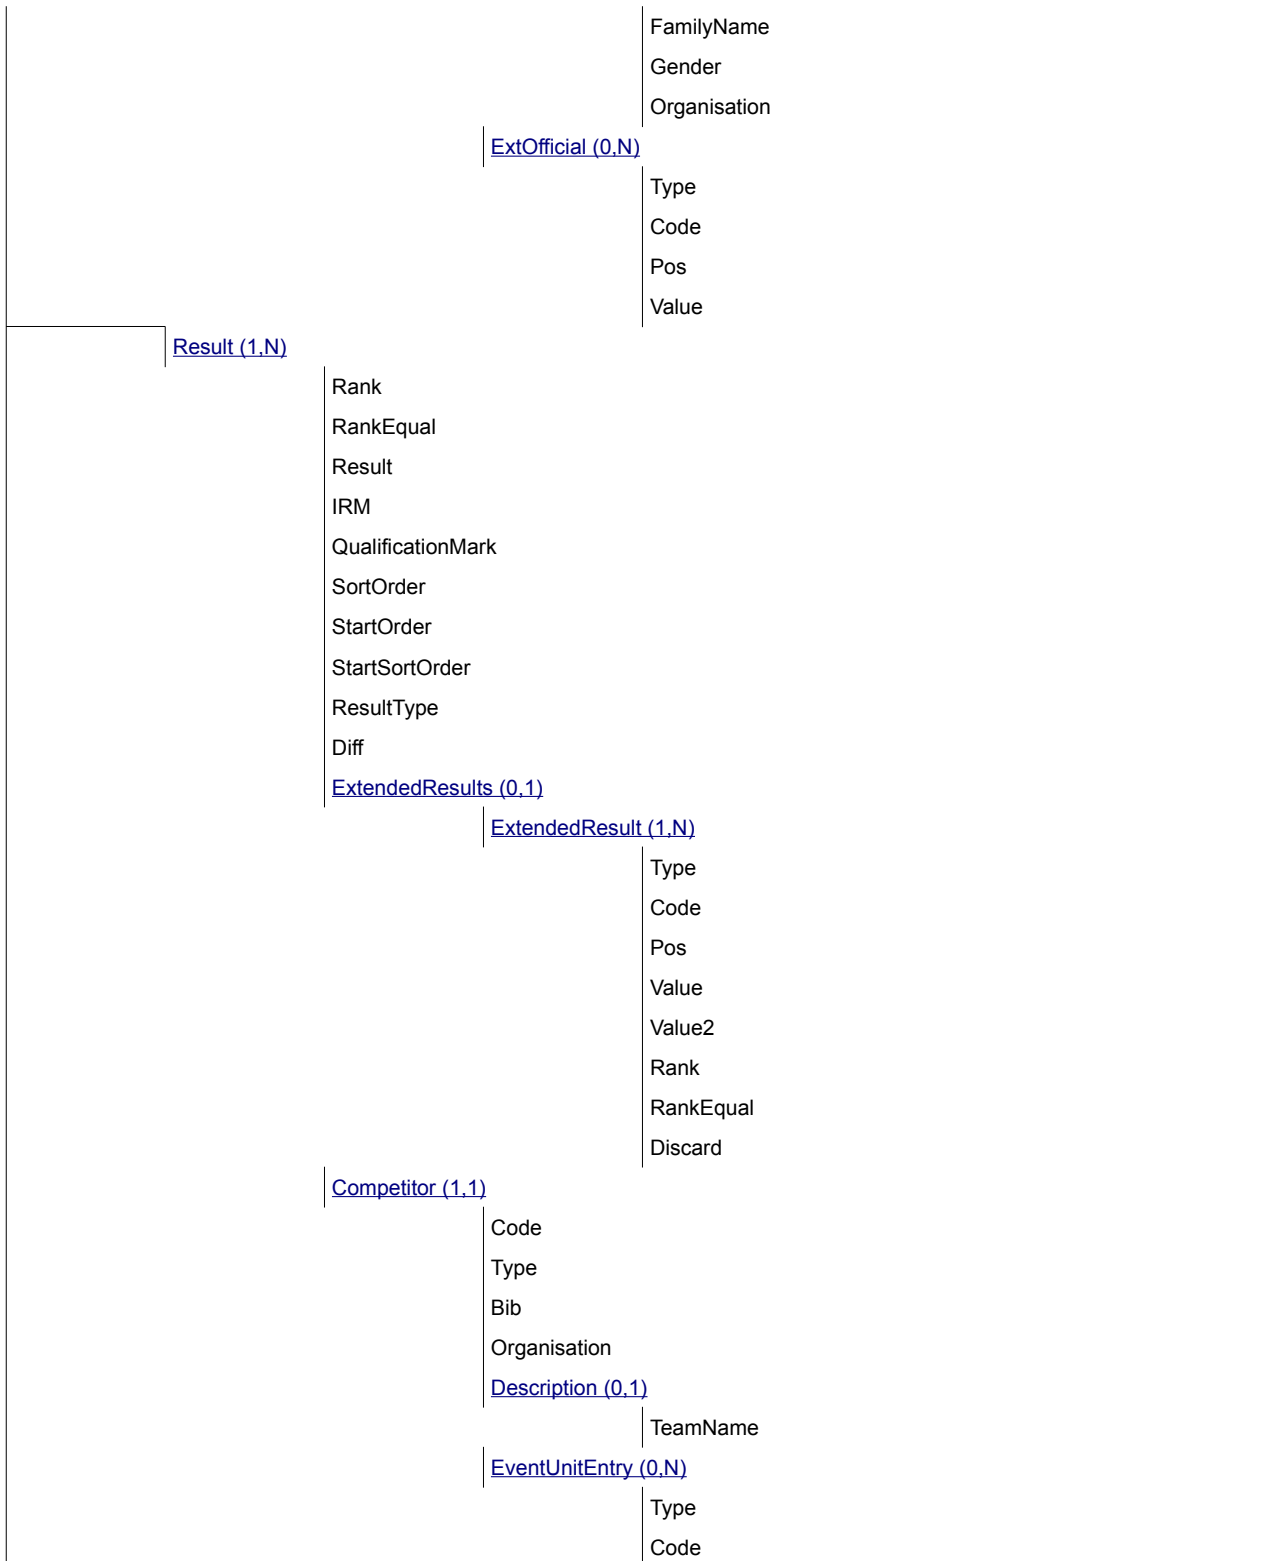 FamilyName
Gender
Organisation
ExtOfficial (0,N)
Type
Code
Pos
Value
Result (1,N)
Rank
RankEqual
Result
IRM
QualificationMark
SortOrder
StartOrder
StartSortOrder
ResultType
Diff
ExtendedResults (0,1)
ExtendedResult (1,N)
Type
Code
Pos
Value
Value2
Rank
RankEqual
Discard
Competitor (1,1)
Code
Type
Bib
Organisation
Description (0,1)
TeamName
EventUnitEntry (0,N)
Type
Code